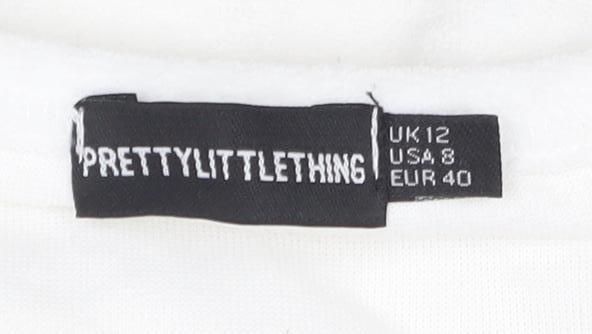 PRETTYLITTLETHING
UK 12
USA 8
EUR 40